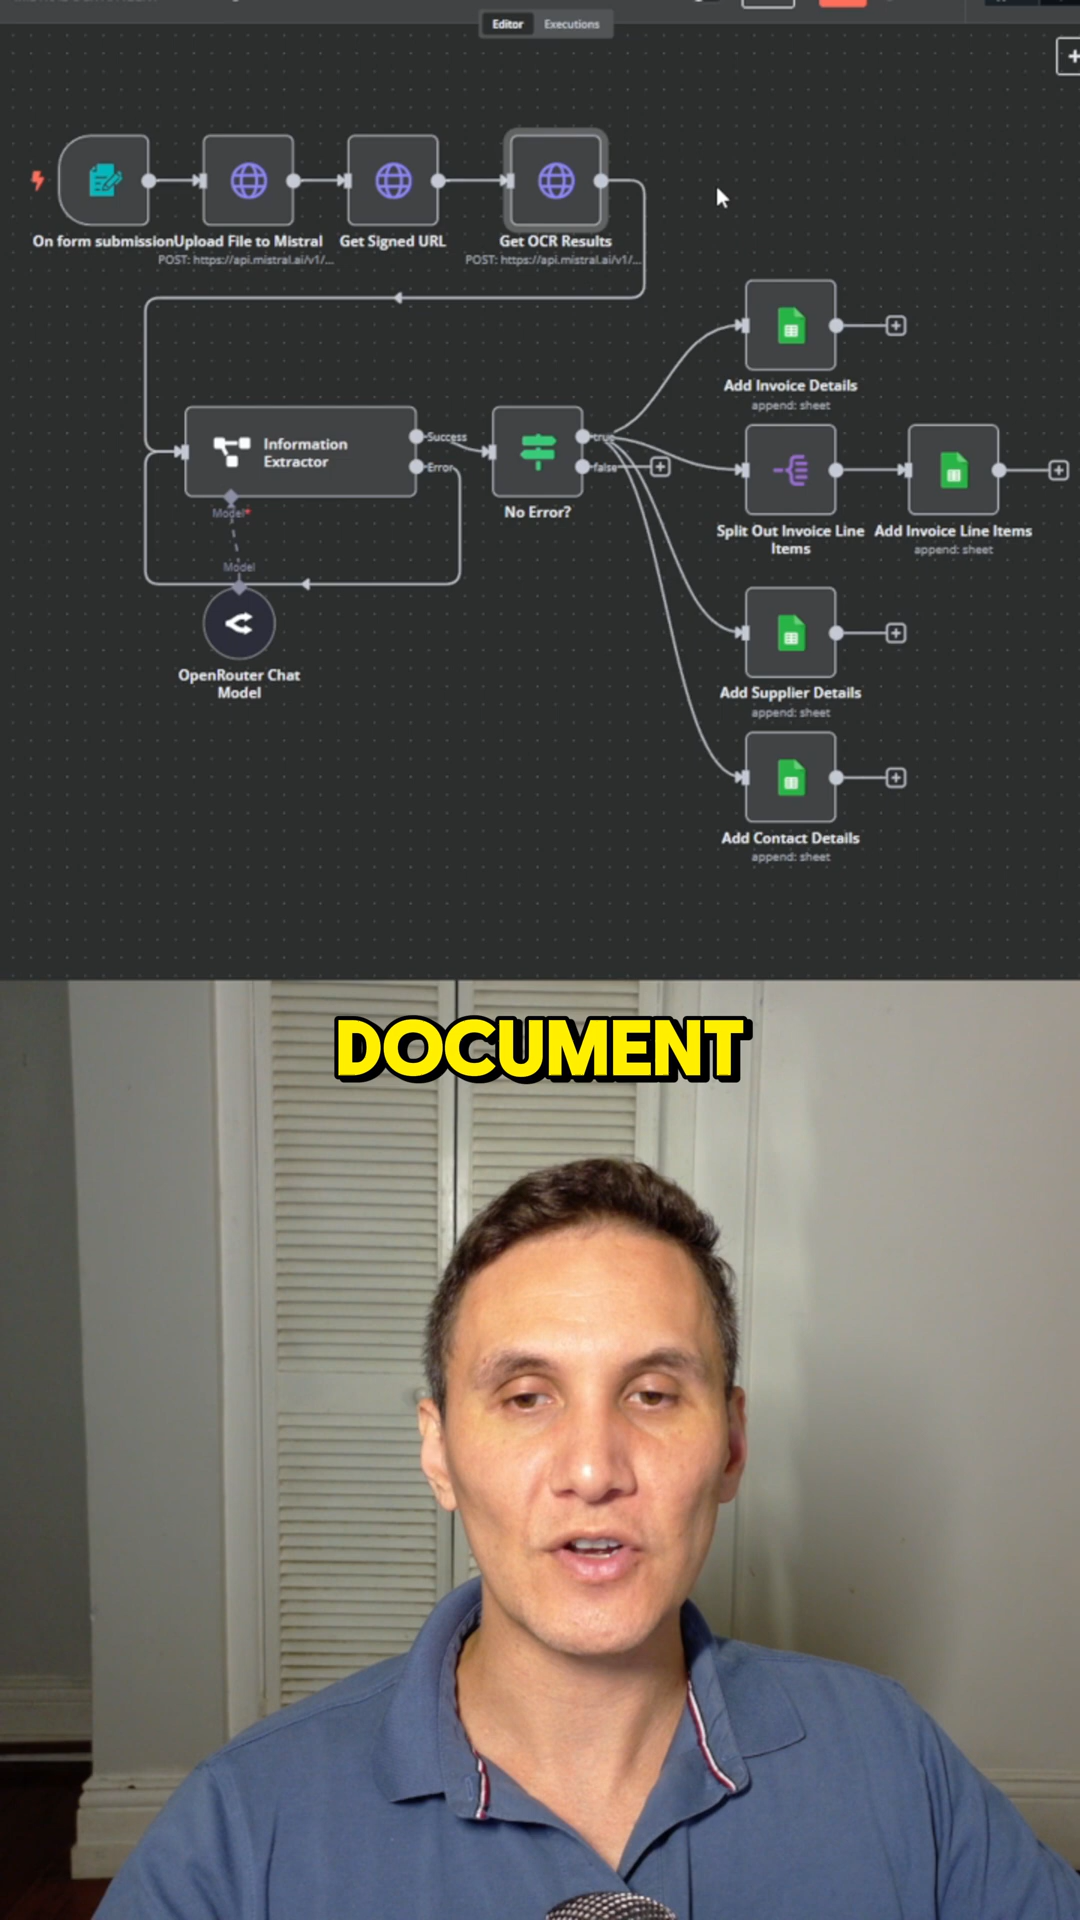 Editor
Executions
On form submission
Upload File to Mistral
POST: https://api.mistral.ai/v1/...
Get Signed URL
Get OCR Results
POST: https://api.mistral.ai/v1/...
Add Invoice Details
append: sheet
Information
Extractor
Success
Error
Model*
Model
OpenRouter Chat
Model
true
false
No Error?
Split Out Invoice Line
Items
Add Invoice Line Items
append: sheet
Add Supplier Details
append: sheet
Add Contact Details
append: sheet
DOCUMENT